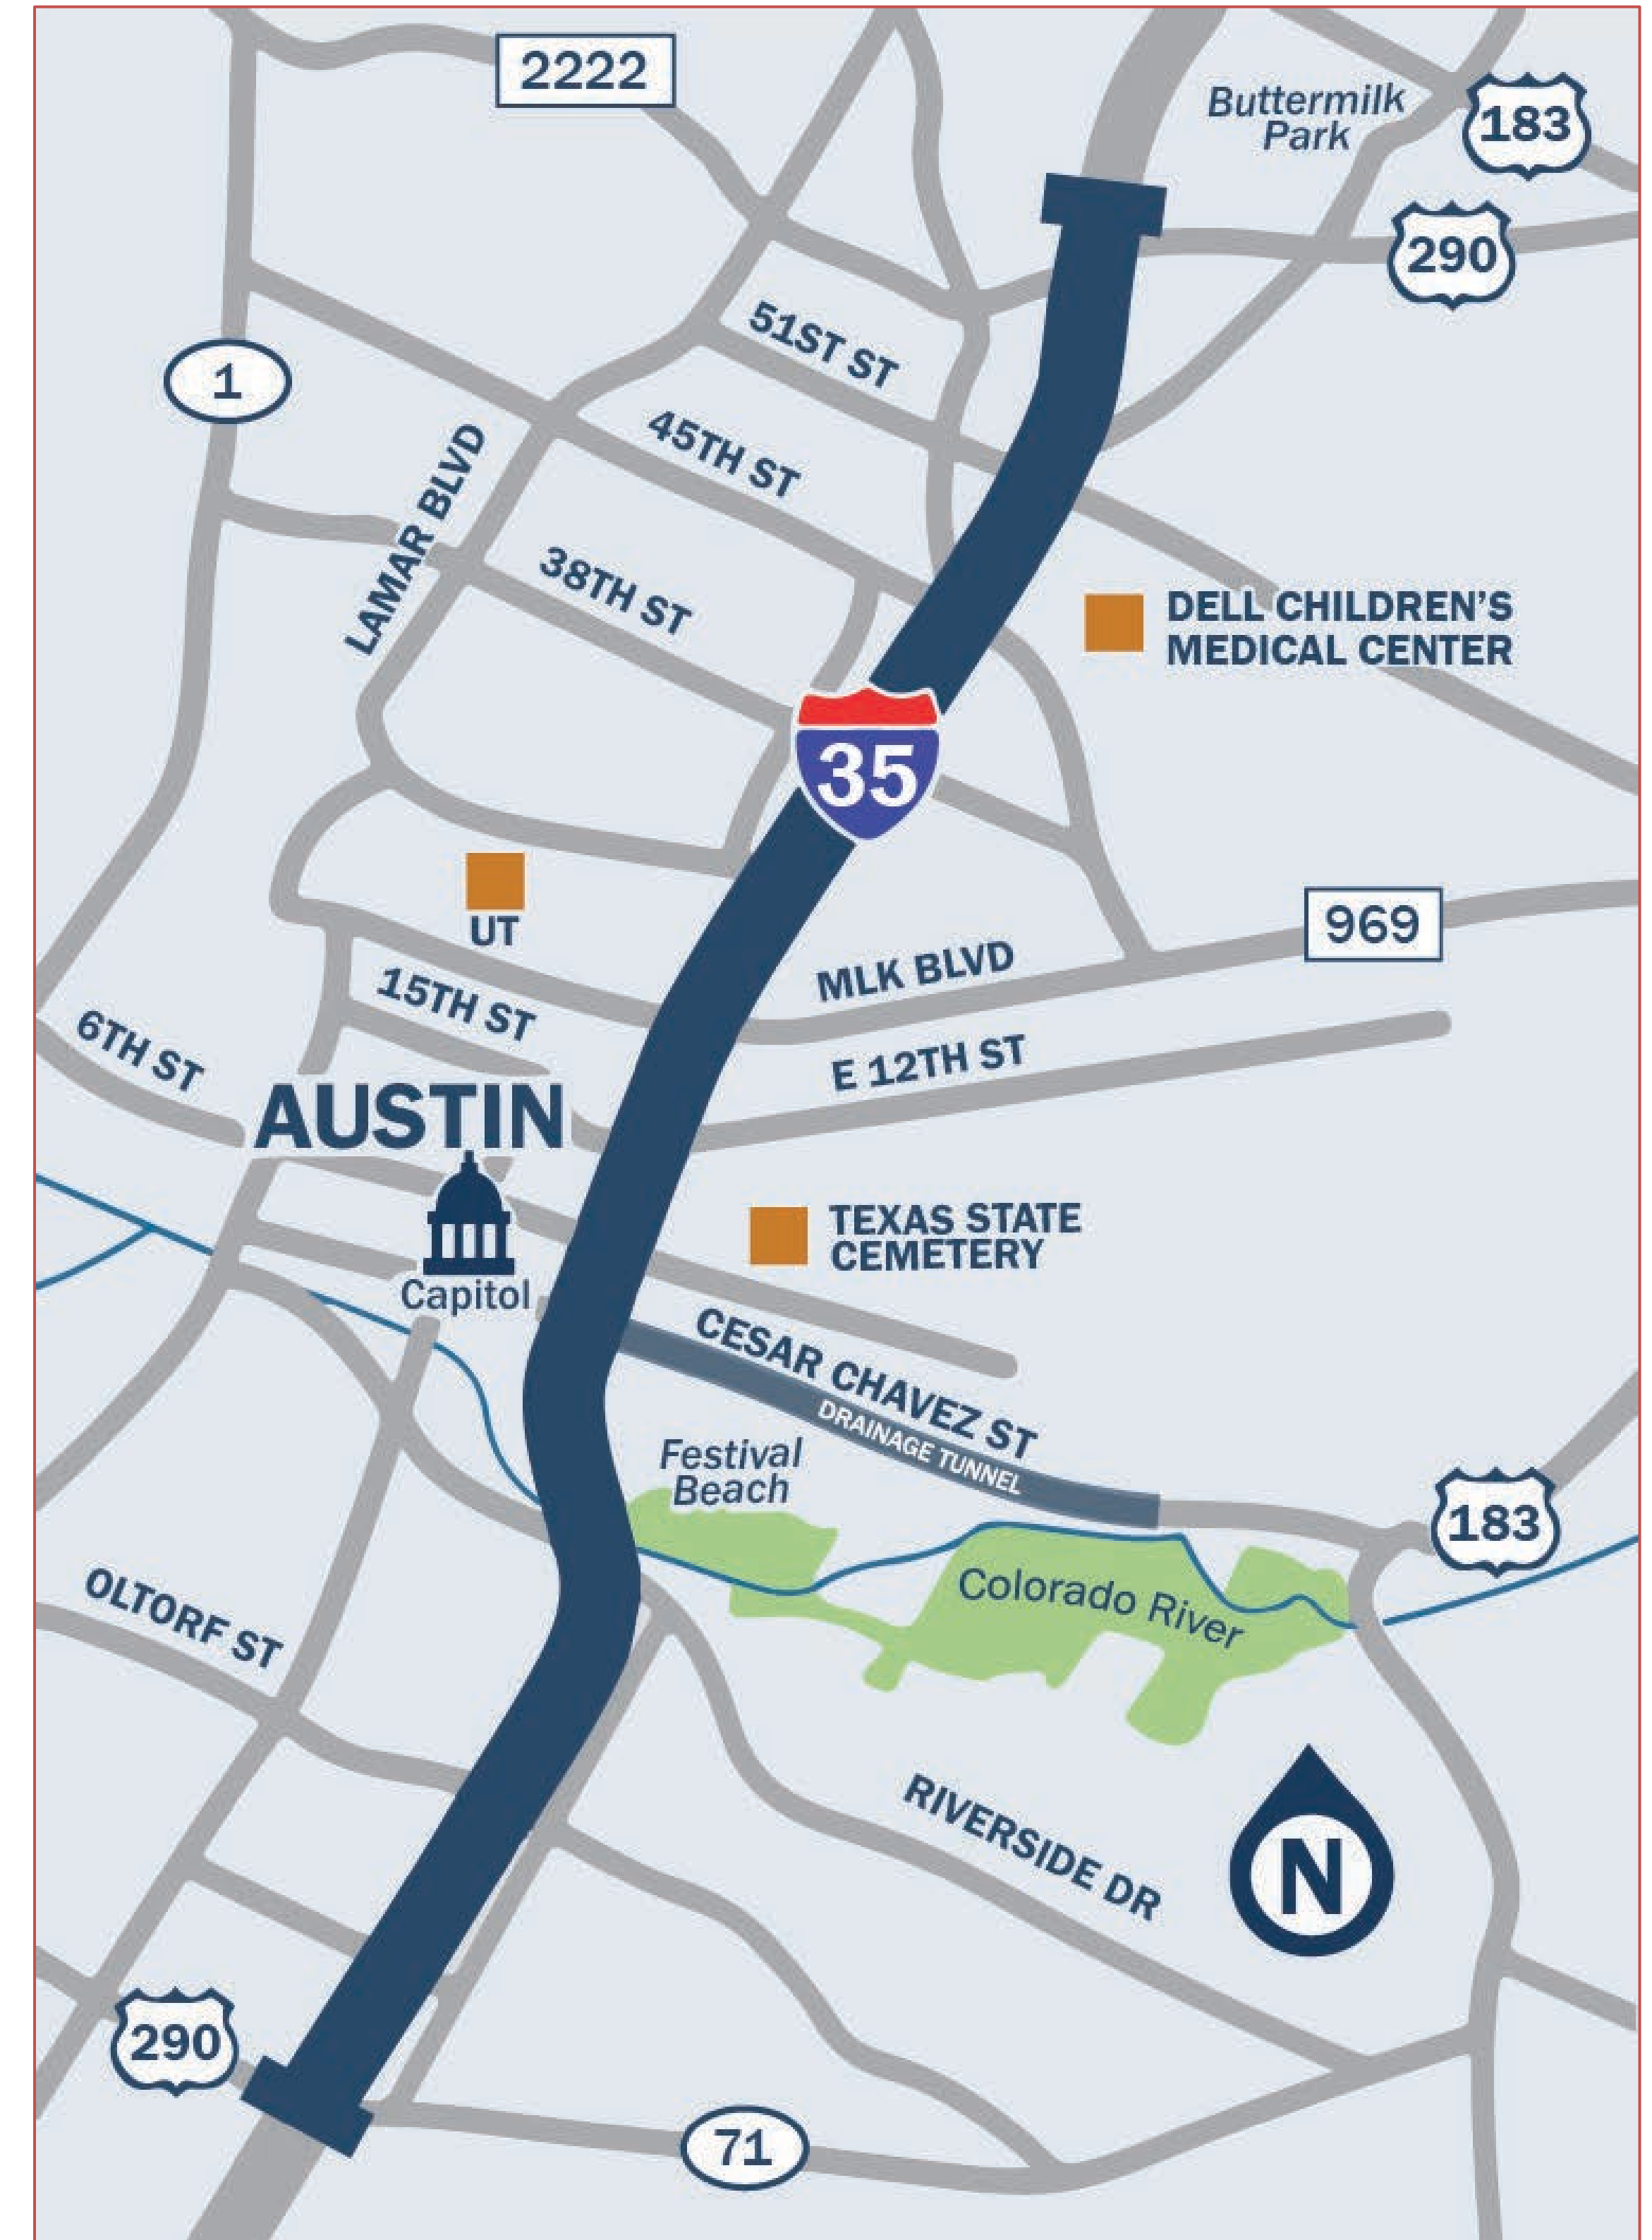 2222
Buttermilk
Park
183
290
51ST ST
1
45TH ST
LAMAR BLVD
38TH ST
DELL CHILDREN'S
MEDICAL CENTER
35
UT
969
MLK BLVD
15TH ST
6TH ST
E 12TH ST
AUSTIN
TEXAS STATE
CEMETERY
Capitol
CESAR CHAVEZ ST
DRAINAGE TUNNEL
Festival
Beach
183
Colorado River
OLTORF ST
RIVERSIDE DR
N
290
71